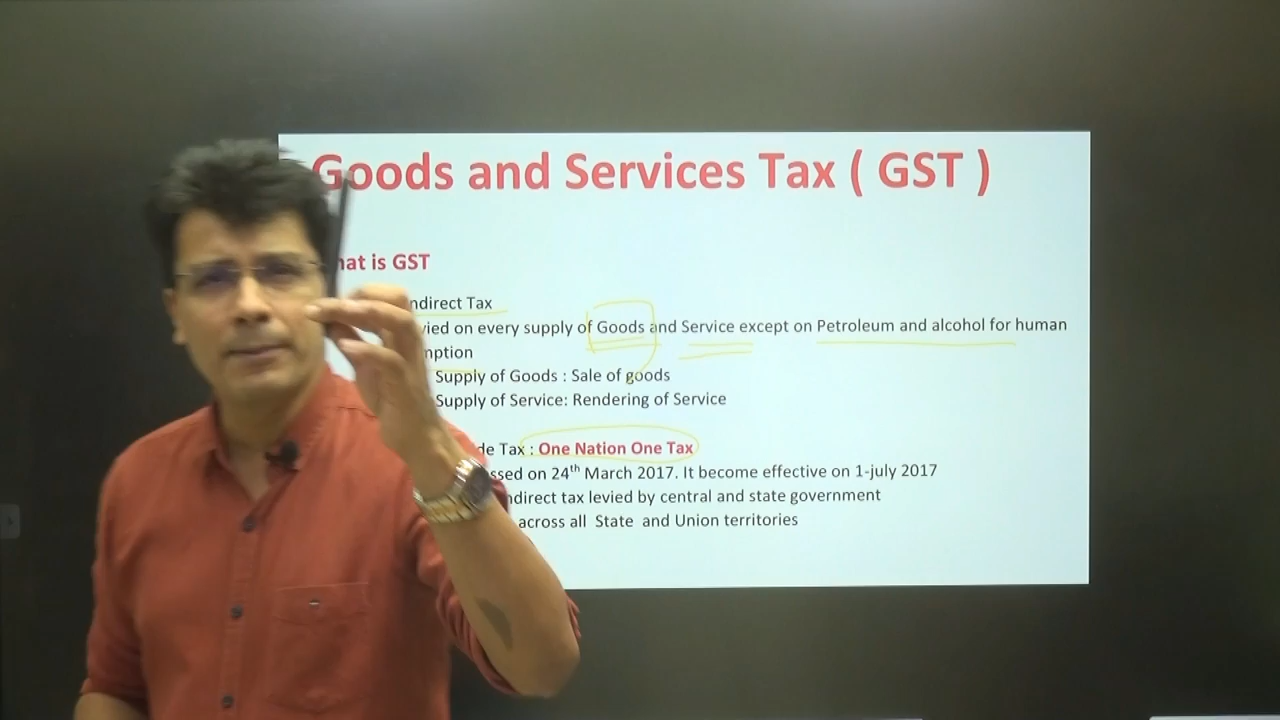 Goods and Services Tax ( GST )
hat is GST
ndirect Tax
vied on every supply of Goods and Service except on Petroleum and alcohol for human
mption
Supply of Goods : Sale of goods
Supply of Service: Rendering of Service
de Tax : One Nation One Tax
ssed on 24th March 2017. It become effective on 1-july 2017
ndirect tax levied by central and state government
across all State and Union territories